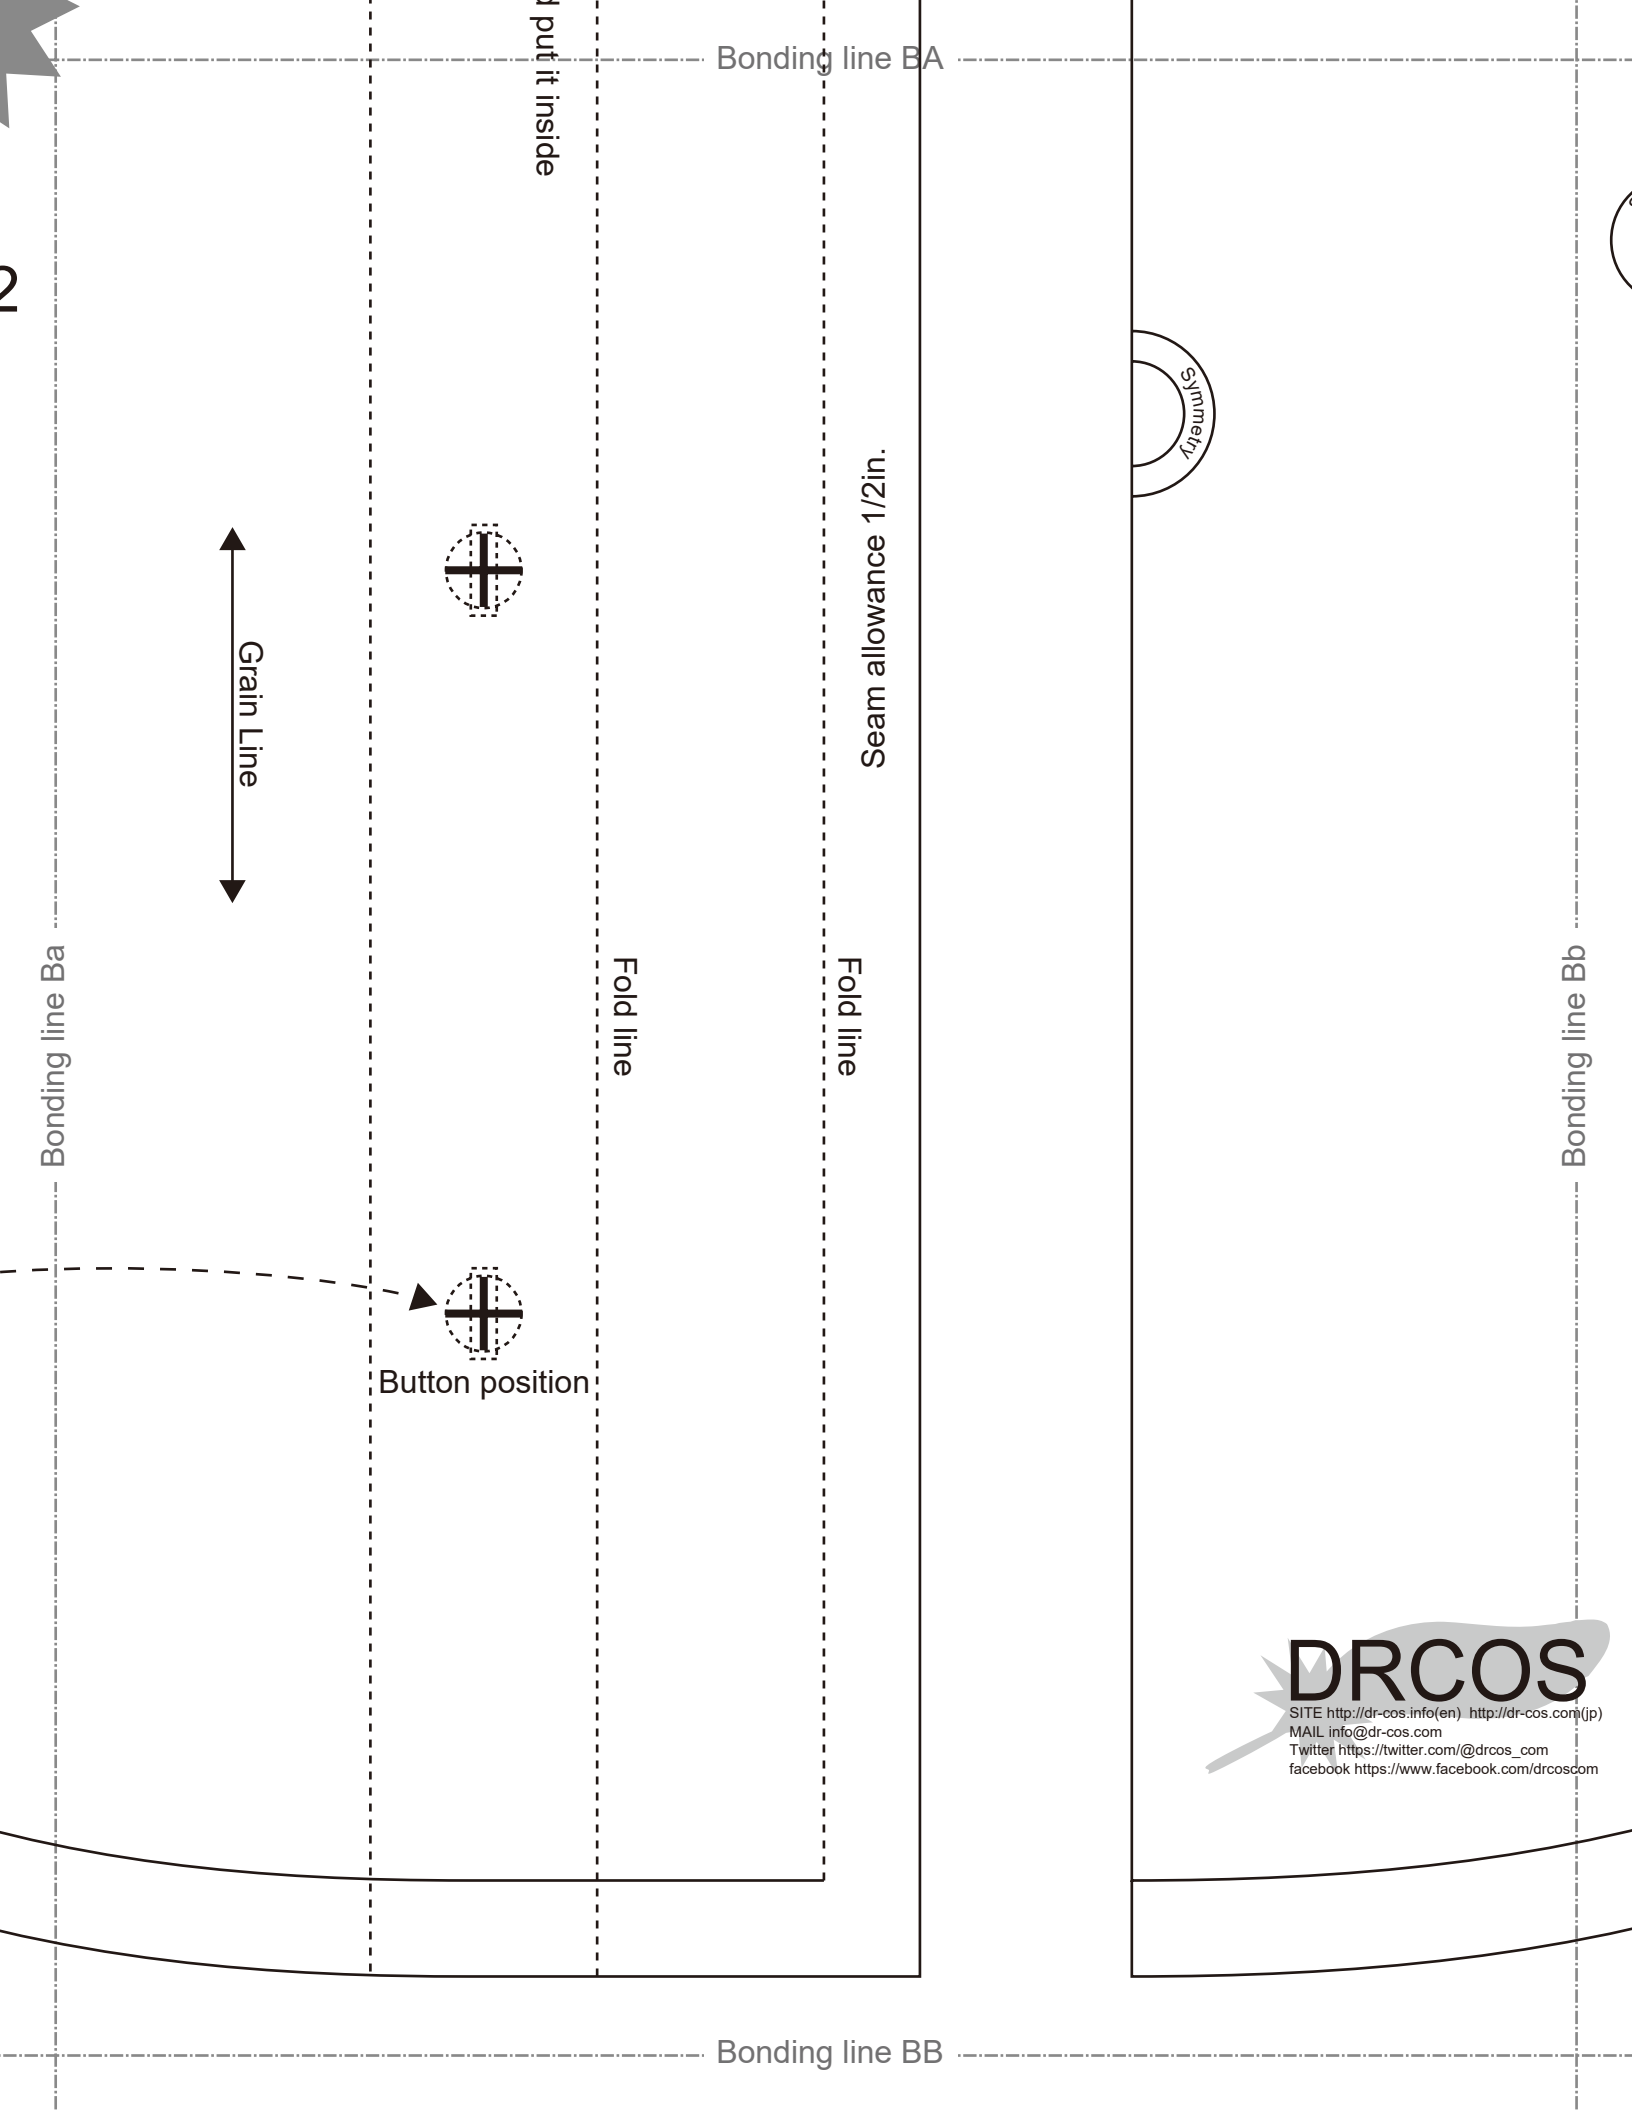 put it inside
Bonding line BA
2
Symmetry
Seam allowance 1/2in.
Grain Line
Bonding line Ba
Fold line
Fold line
Bonding line Bb
Button position
DRCOS
SITE http://dr-cos.info(en) http://dr-cos.com(jp)
MAIL info@dr-cos.com
Twitter https://twitter.com/@drcos_com
facebook https://www.facebook.com/drcoscom
Bonding line BB